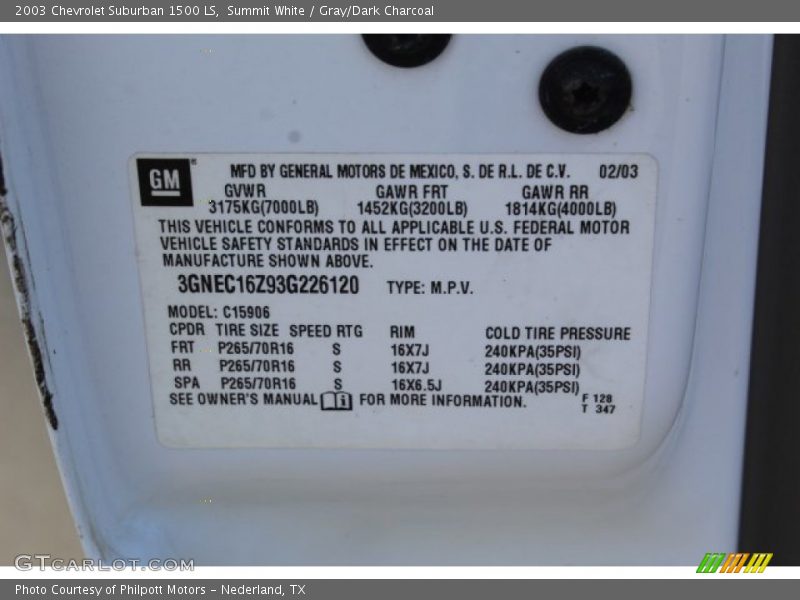 2003 Chevrolet Suburban 1500 LS,  Summit White / Gray/Dark Charcoal
GM
MFD BY GENERAL MOTORS DE MEXICO, S. DE R.L. DE C.V. 02/03
GVWR GAWR FRT GAWR RR
3175KG(7000LB) 1452KG(3200LB) 1814KG(4000LB)
THIS VEHICLE CONFORMS TO ALL APPLICABLE U.S. FEDERAL MOTOR
VEHICLE SAFETY STANDARDS IN EFFECT ON THE DATE OF
MANUFACTURE SHOWN ABOVE.
3GNEC16Z93G226120 TYPE: M.P.V.
MODEL: C15906
CPDR TIRE SIZE SPEED RTG RIM COLD TIRE PRESSURE
FRT P265/70R16 S 16X7J 240KPA(35PSI)
RR P265/70R16 S 16X7J 240KPA(35PSI)
SPA P265/70R16 S 16X6.5J 240KPA(35PSI)
SEE OWNER'S MANUAL i FOR MORE INFORMATION.
F 128
T 347
GTCARLOT.COM
Photo Courtesy of Philpott Motors - Nederland, TX